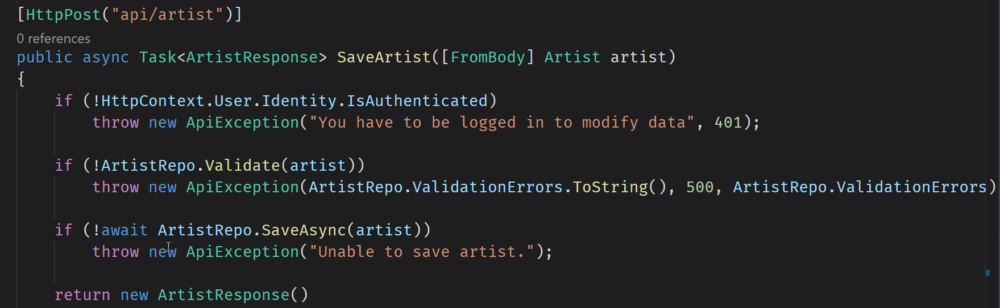 [HttpPost("api/artist")]
0 references
public async Task<ArtistResponse> SaveArtist([FromBody] Artist artist)
{
if (!HttpContext.User.Identity.IsAuthenticated)
throw new ApiException("You have to be logged in to modify data", 401);
if (!ArtistRepo.Validate(artist))
throw new ApiException(ArtistRepo.ValidationErrors.ToString(), 500, ArtistRepo.ValidationErrors)
if (!await ArtistRepo.SaveAsync(artist))
throw new ApiException("Unable to save artist.");
return new ArtistResponse()